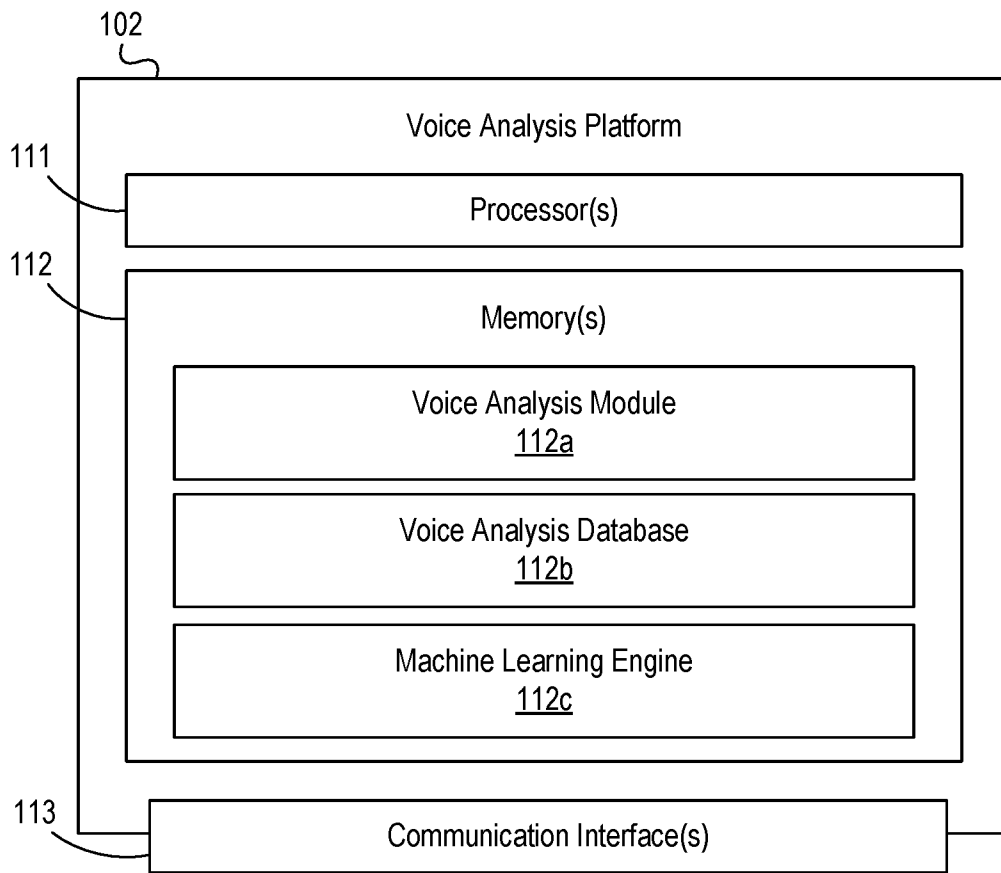 102
Voice Analysis Platform
111
Processor(s)
112
Memory(s)
Voice Analysis Module
112a
Voice Analysis Database
112b
Machine Learning Engine
112c
113
Communication Interface(s)